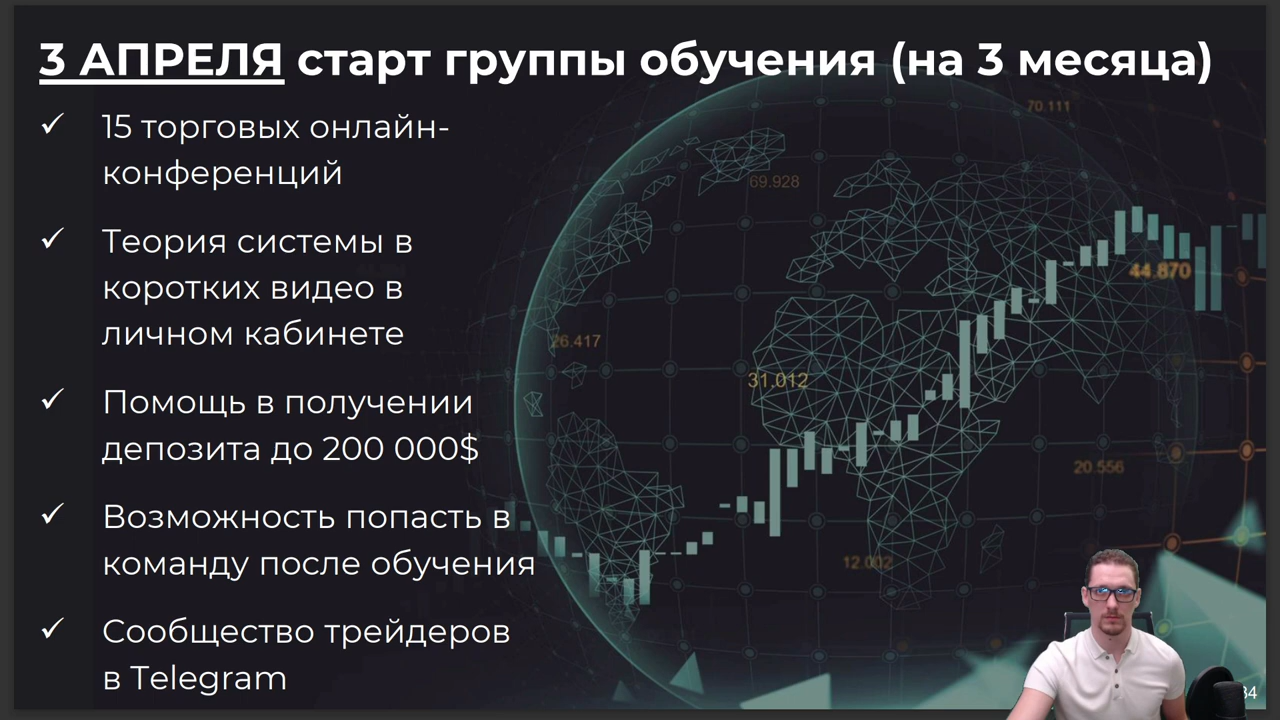 3 АПРЕЛЯ старт группы обучения (на 3 месяца)
✓ 15 торговых онлайн-
конференций
✓ Теория системы в
коротких видео в
личном кабинете
✓ Помощь в получении
депозита до 200 000$
✓ Возможность попасть в
команду после обучения
✓ Сообщество трейдеров
в Telegram
70.111
69.928
44.870
26.417
31.012
20.556
12.002